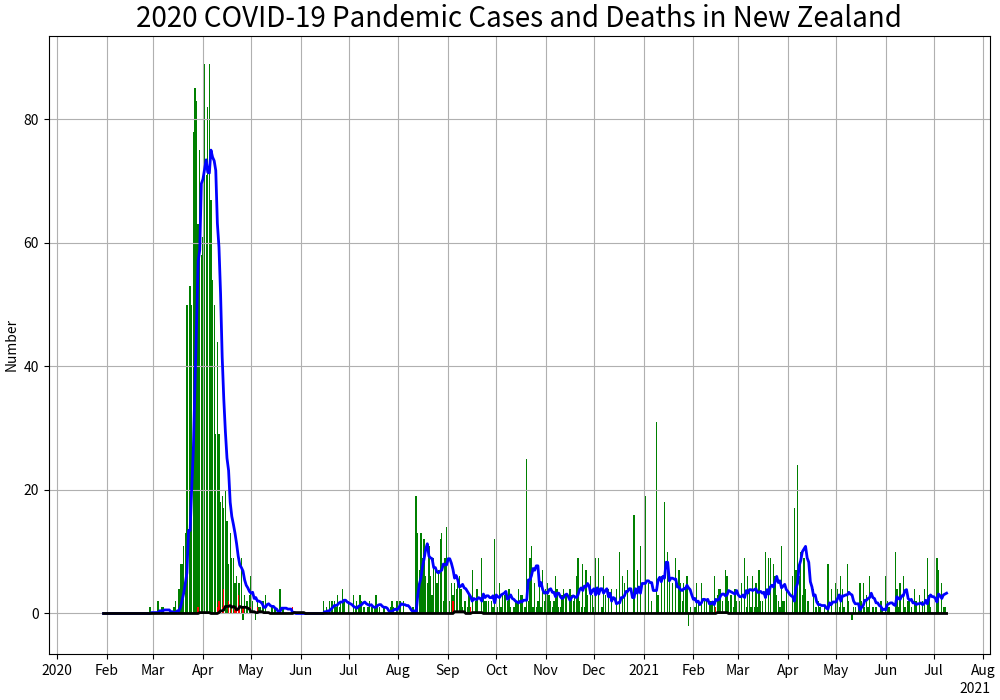 2020 COVID-19 Pandemic Cases and Deaths in New Zealand
Number
80
60
40
20
0
2020 Feb Mar Apr May Jun Jul Aug Sep Oct Nov Dec 2021 Feb Mar Apr May Jun Jul Aug
2021